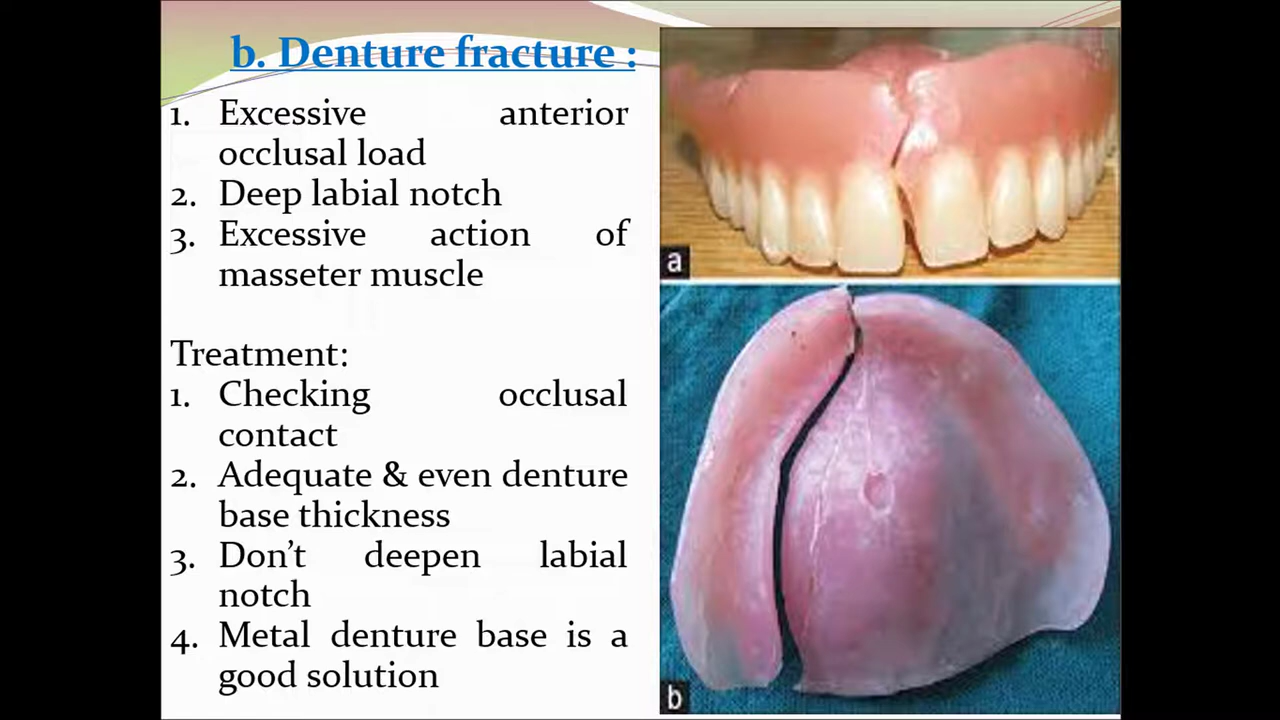 b. Denture fracture :
1. Excessive anterior
occlusal load
2. Deep labial notch
3. Excessive action of
masseter muscle
Treatment:
1. Checking occlusal
contact
2. Adequate & even denture
base thickness
3. Don't deepen labial
notch
4. Metal denture base is a
good solution
a
b